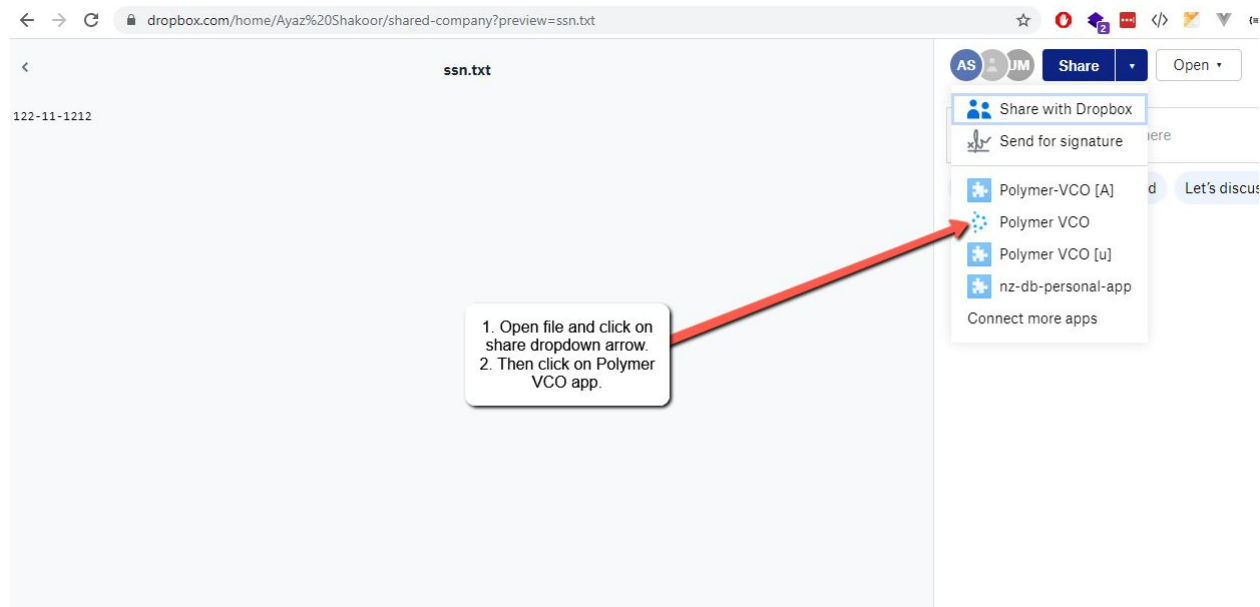 dropbox.com/home/Ayaz%20Shakoor/shared-company?preview=ssn.txt
2
</>
ssn.txt
AS
UM
Share
Open
122-11-1212
Share with Dropbox
Send for signature
ere
Polymer-VCO [A]
d
Let's discus
Polymer VCO
Polymer VCO [u]
nz-db-personal-app
Connect more apps
1. Open file and click on
share dropdown arrow.
2. Then click on Polymer
VCO app.